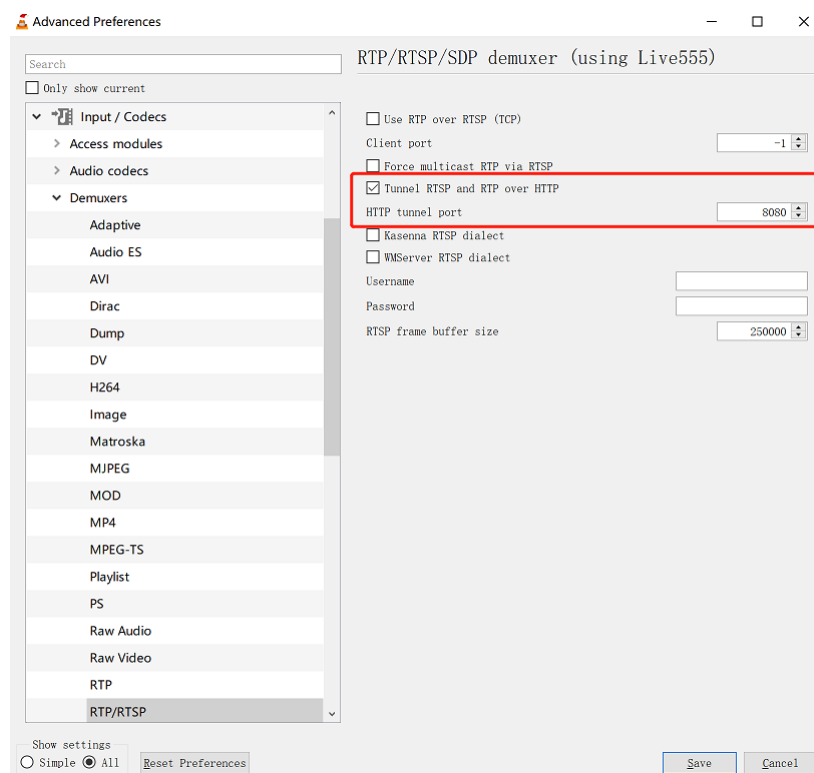 Advanced Preferences
Search
RTP/RTSP/SDP demuxer (using Live555)
Only show current
Input / Codecs
Access modules
Audio codecs
Demuxers
Adaptive
Audio ES
AVI
Dirac
Dump
DV
H264
Image
Matroska
MJPEG
MOD
MP4
MPEG-TS
Playlist
PS
Raw Audio
Raw Video
RTP
RTP/RTSP
Use RTP over RTSP (TCP)
Client port -1
Force multicast RTP via RTSP
Tunnel RTSP and RTP over HTTP
HTTP tunnel port 8080
Kasenna RTSP dialect
WMServer RTSP dialect
Username
Password
RTSP frame buffer size 250000
Show settings
Simple All
Reset Preferences
Save
Cancel